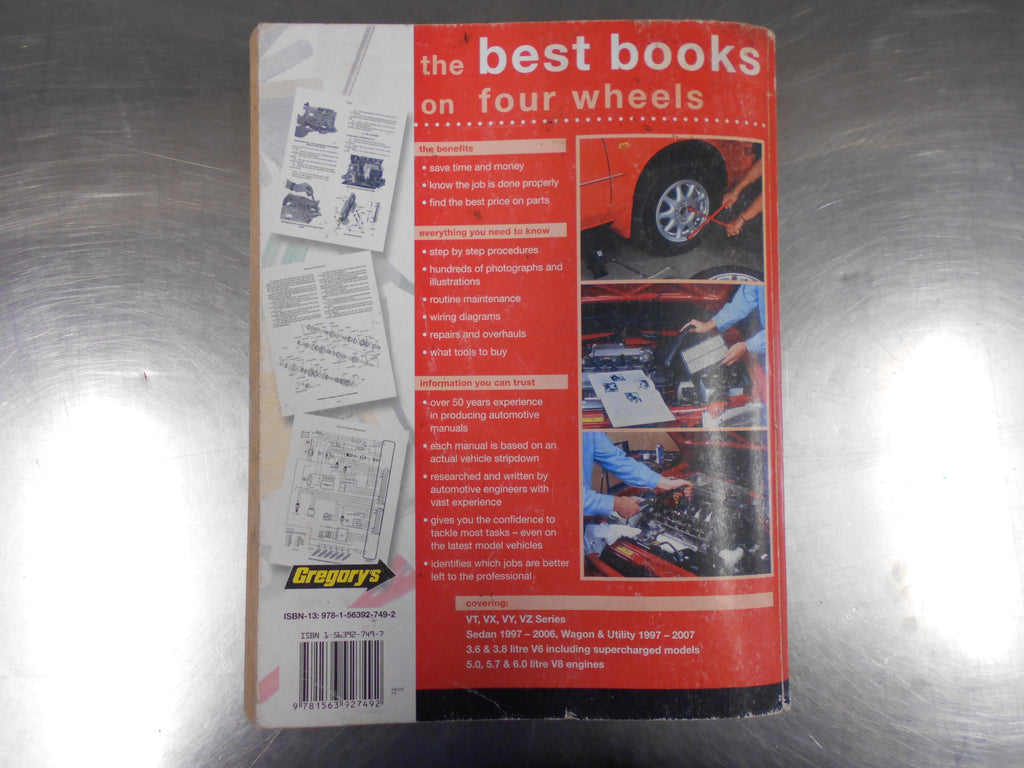 the best books
on four wheels
the benefits
• save time and money
• know the job is done properly
• find the best price on parts
everything you need to know
• step by step procedures
• hundreds of photographs and
illustrations
• routine maintenance
• wiring diagrams
• repairs and overhauls
• what tools to buy
information you can trust
• over 50 years experience
in producing automotive
manuals
• each manual is based on an
actual vehicle stripdown
• researched and written by
automotive engineers with
vast experience
• gives you the confidence to
tackle most tasks – even on
the latest model vehicles
• identifies which jobs are better
left to the professional
covering:
VT, VX, VY, VZ Series
Sedan 1997 – 2006, Wagon & Utility 1997 – 2007
3.6 & 3.8 litre V6 including supercharged models
5.0, 5.7 & 6.0 litre V8 engines
Gregory's
ISBN-13: 978-1-56392-749-2
ISBN 1-56392-749-7
9 781563 927492